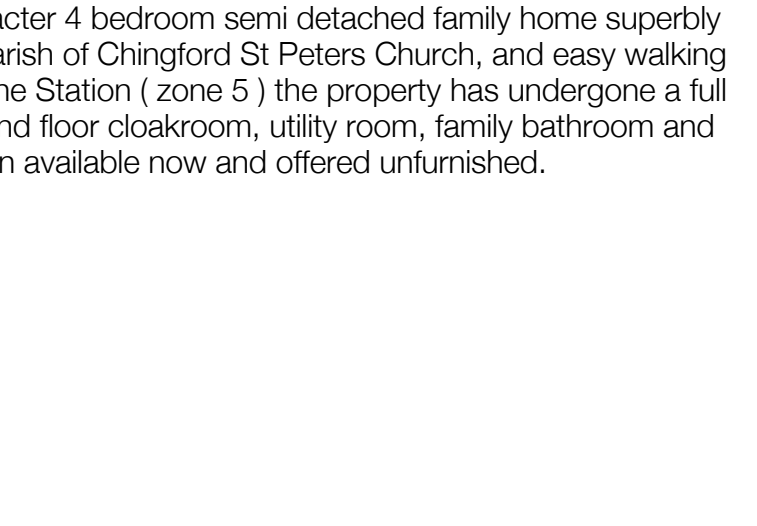 acter 4 bedroom semi detached family home superbly
arish of Chingford St Peters Church, and easy walking
ne Station ( zone 5 ) the property has undergone a full
nd floor cloakroom, utility room, family bathroom and
n available now and offered unfurnished.